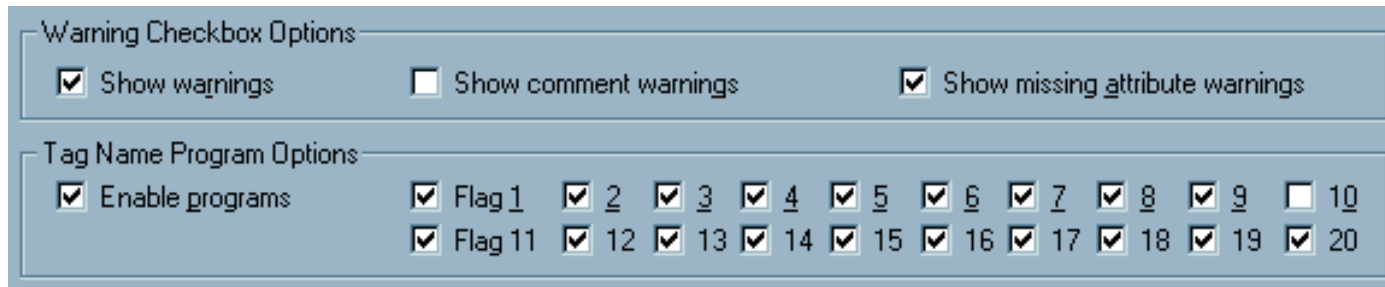 Warning Checkbox Options
Show warnings Show comment warnings Show missing attribute warnings
Tag Name Program Options
Enable programs Flag 1 2 3 4 5 6 7 8 9 10
Flag 11 12 13 14 15 16 17 18 19 20